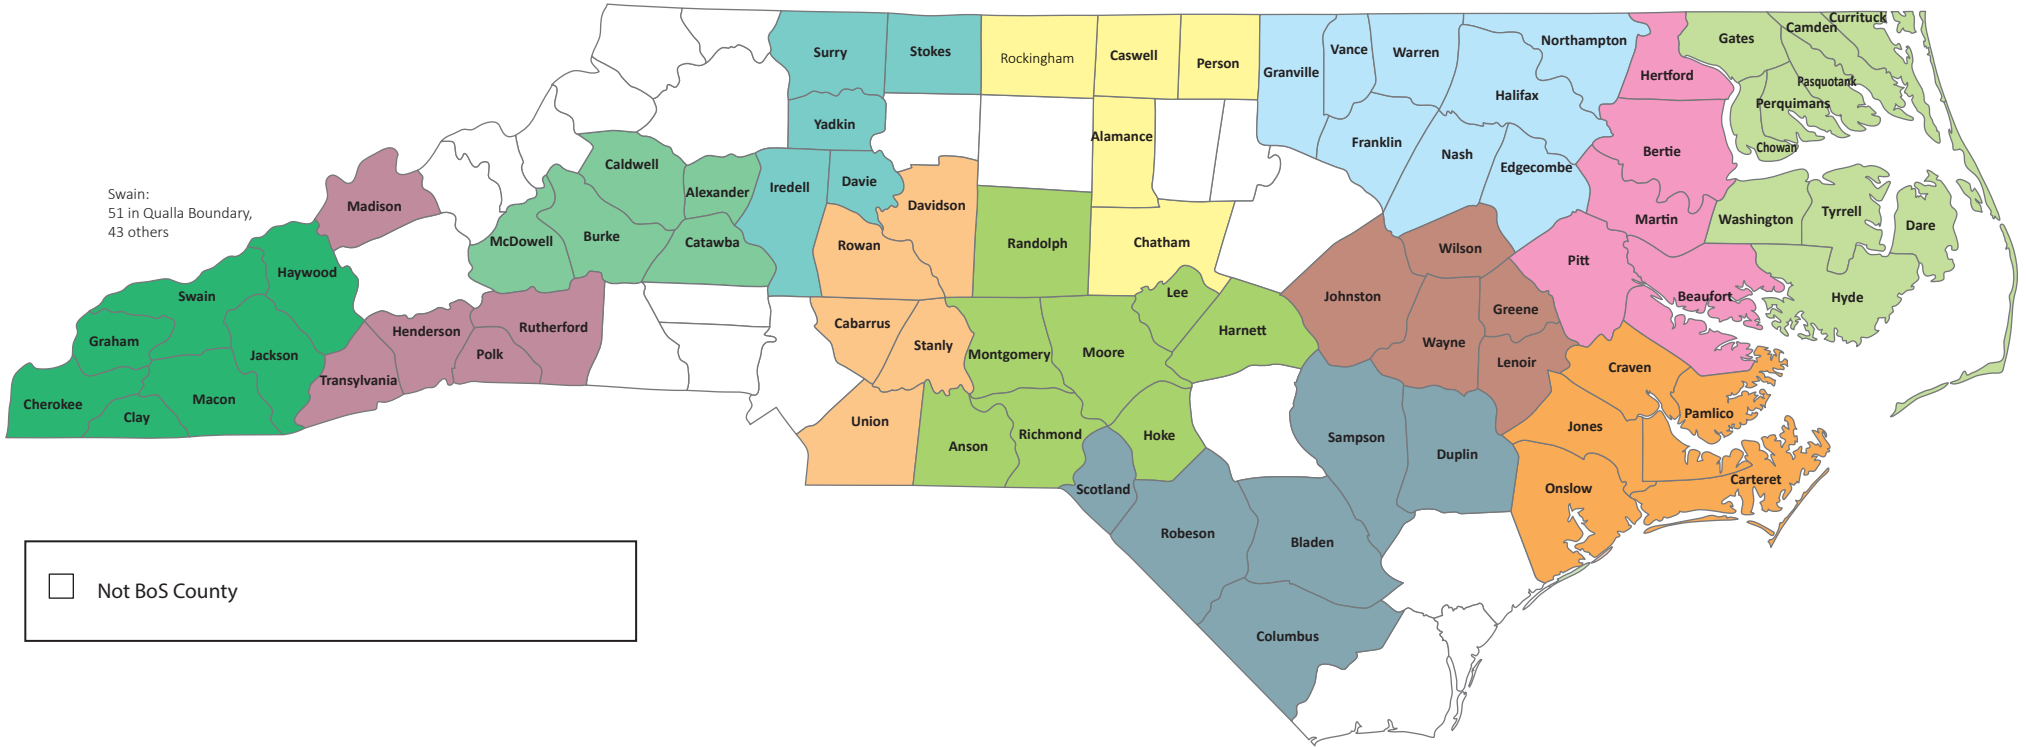 Currituck
Camden
Gates
Surry
Stokes
Rockingham
Caswell
Person
Granville
Vance
Warren
Northampton
Hertford
Halifax
Pasquotank
Perquimans
Chowan
Yadkin
Alamance
Franklin
Nash
Edgecombe
Bertie
Caldwell
Alexander
Iredell
Davie
Davidson
Swain:
51 in Qualla Boundary,
43 others
Madison
McDowell
Burke
Catawba
Rowan
Randolph
Chatham
Wilson
Martin
Washington
Tyrrell
Dare
Pitt
Haywood
Swain
Lee
Johnston
Greene
Beaufort
Hyde
Graham
Jackson
Henderson
Rutherford
Polk
Cabarrus
Stanly
Montgomery
Moore
Harnett
Wayne
Lenoir
Craven
Transylvania
Cherokee
Clay
Macon
Union
Anson
Richmond
Hoke
Sampson
Duplin
Jones
Pamlico
Scotland
Onslow
Carteret
Robeson
Bladen
Columbus
Not BoS County